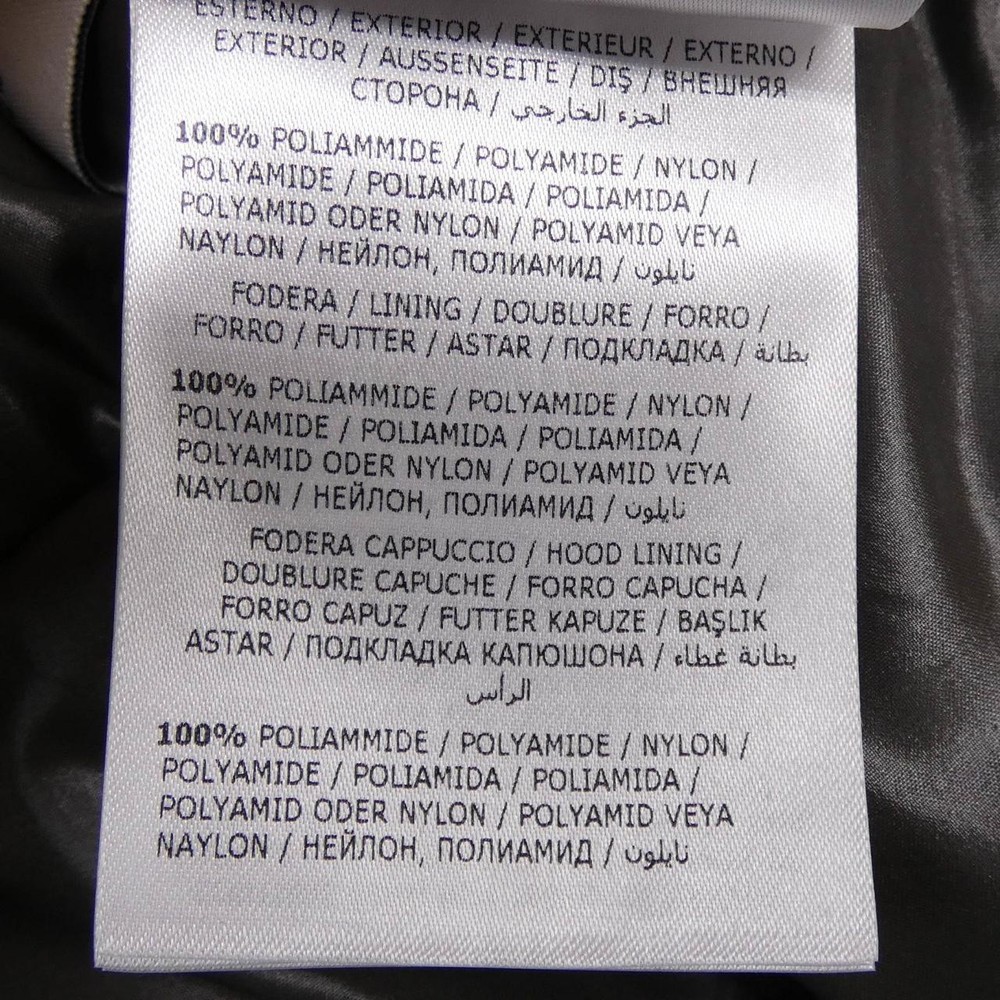 ESTERNO / EXTERIOR / EXTERIEUR / EXTERNO /
EXTERIOR / AUSSENSEITE / DIŞ / ВНЕШНЯЯ
СТОРОНА / الجزء الخارجي
100% POLIAMMIDE / POLYAMIDE / NYLON /
POLYAMIDE / POLIAMIDA / POLIAMIDA /
POLYAMID ODER NYLON / POLYAMID VEYA
NAYLON / НЕЙЛОН, ПОЛИАМИД / نايلون
FODERA / LINING / DOUBLURE / FORRO /
FORRO / FUTTER / ASTAR / ПОДКЛАДКА / بطانة
100% POLIAMMIDE / POLYAMIDE / NYLON /
POLYAMIDE / POLIAMIDA / POLIAMIDA /
POLYAMID ODER NYLON / POLYAMID VEYA
NAYLON / НЕЙЛОН, ПОЛИАМИД / نايلون
FODERA CAPPUCCIO / HOOD LINING /
DOUBLURE CAPUCHE / FORRO CAPUCHA /
FORRO CAPUZ / FUTTER KAPUZE / BAŞLIK
ASTAR / ПОДКЛАДКА КАПЮШОНА / بطانة غطاء
الرأس
100% POLIAMMIDE / POLYAMIDE / NYLON /
POLYAMIDE / POLIAMIDA / POLIAMIDA /
POLYAMID ODER NYLON / POLYAMID VEYA
NAYLON / НЕЙЛОН, ПОЛИАМИД / نايلون